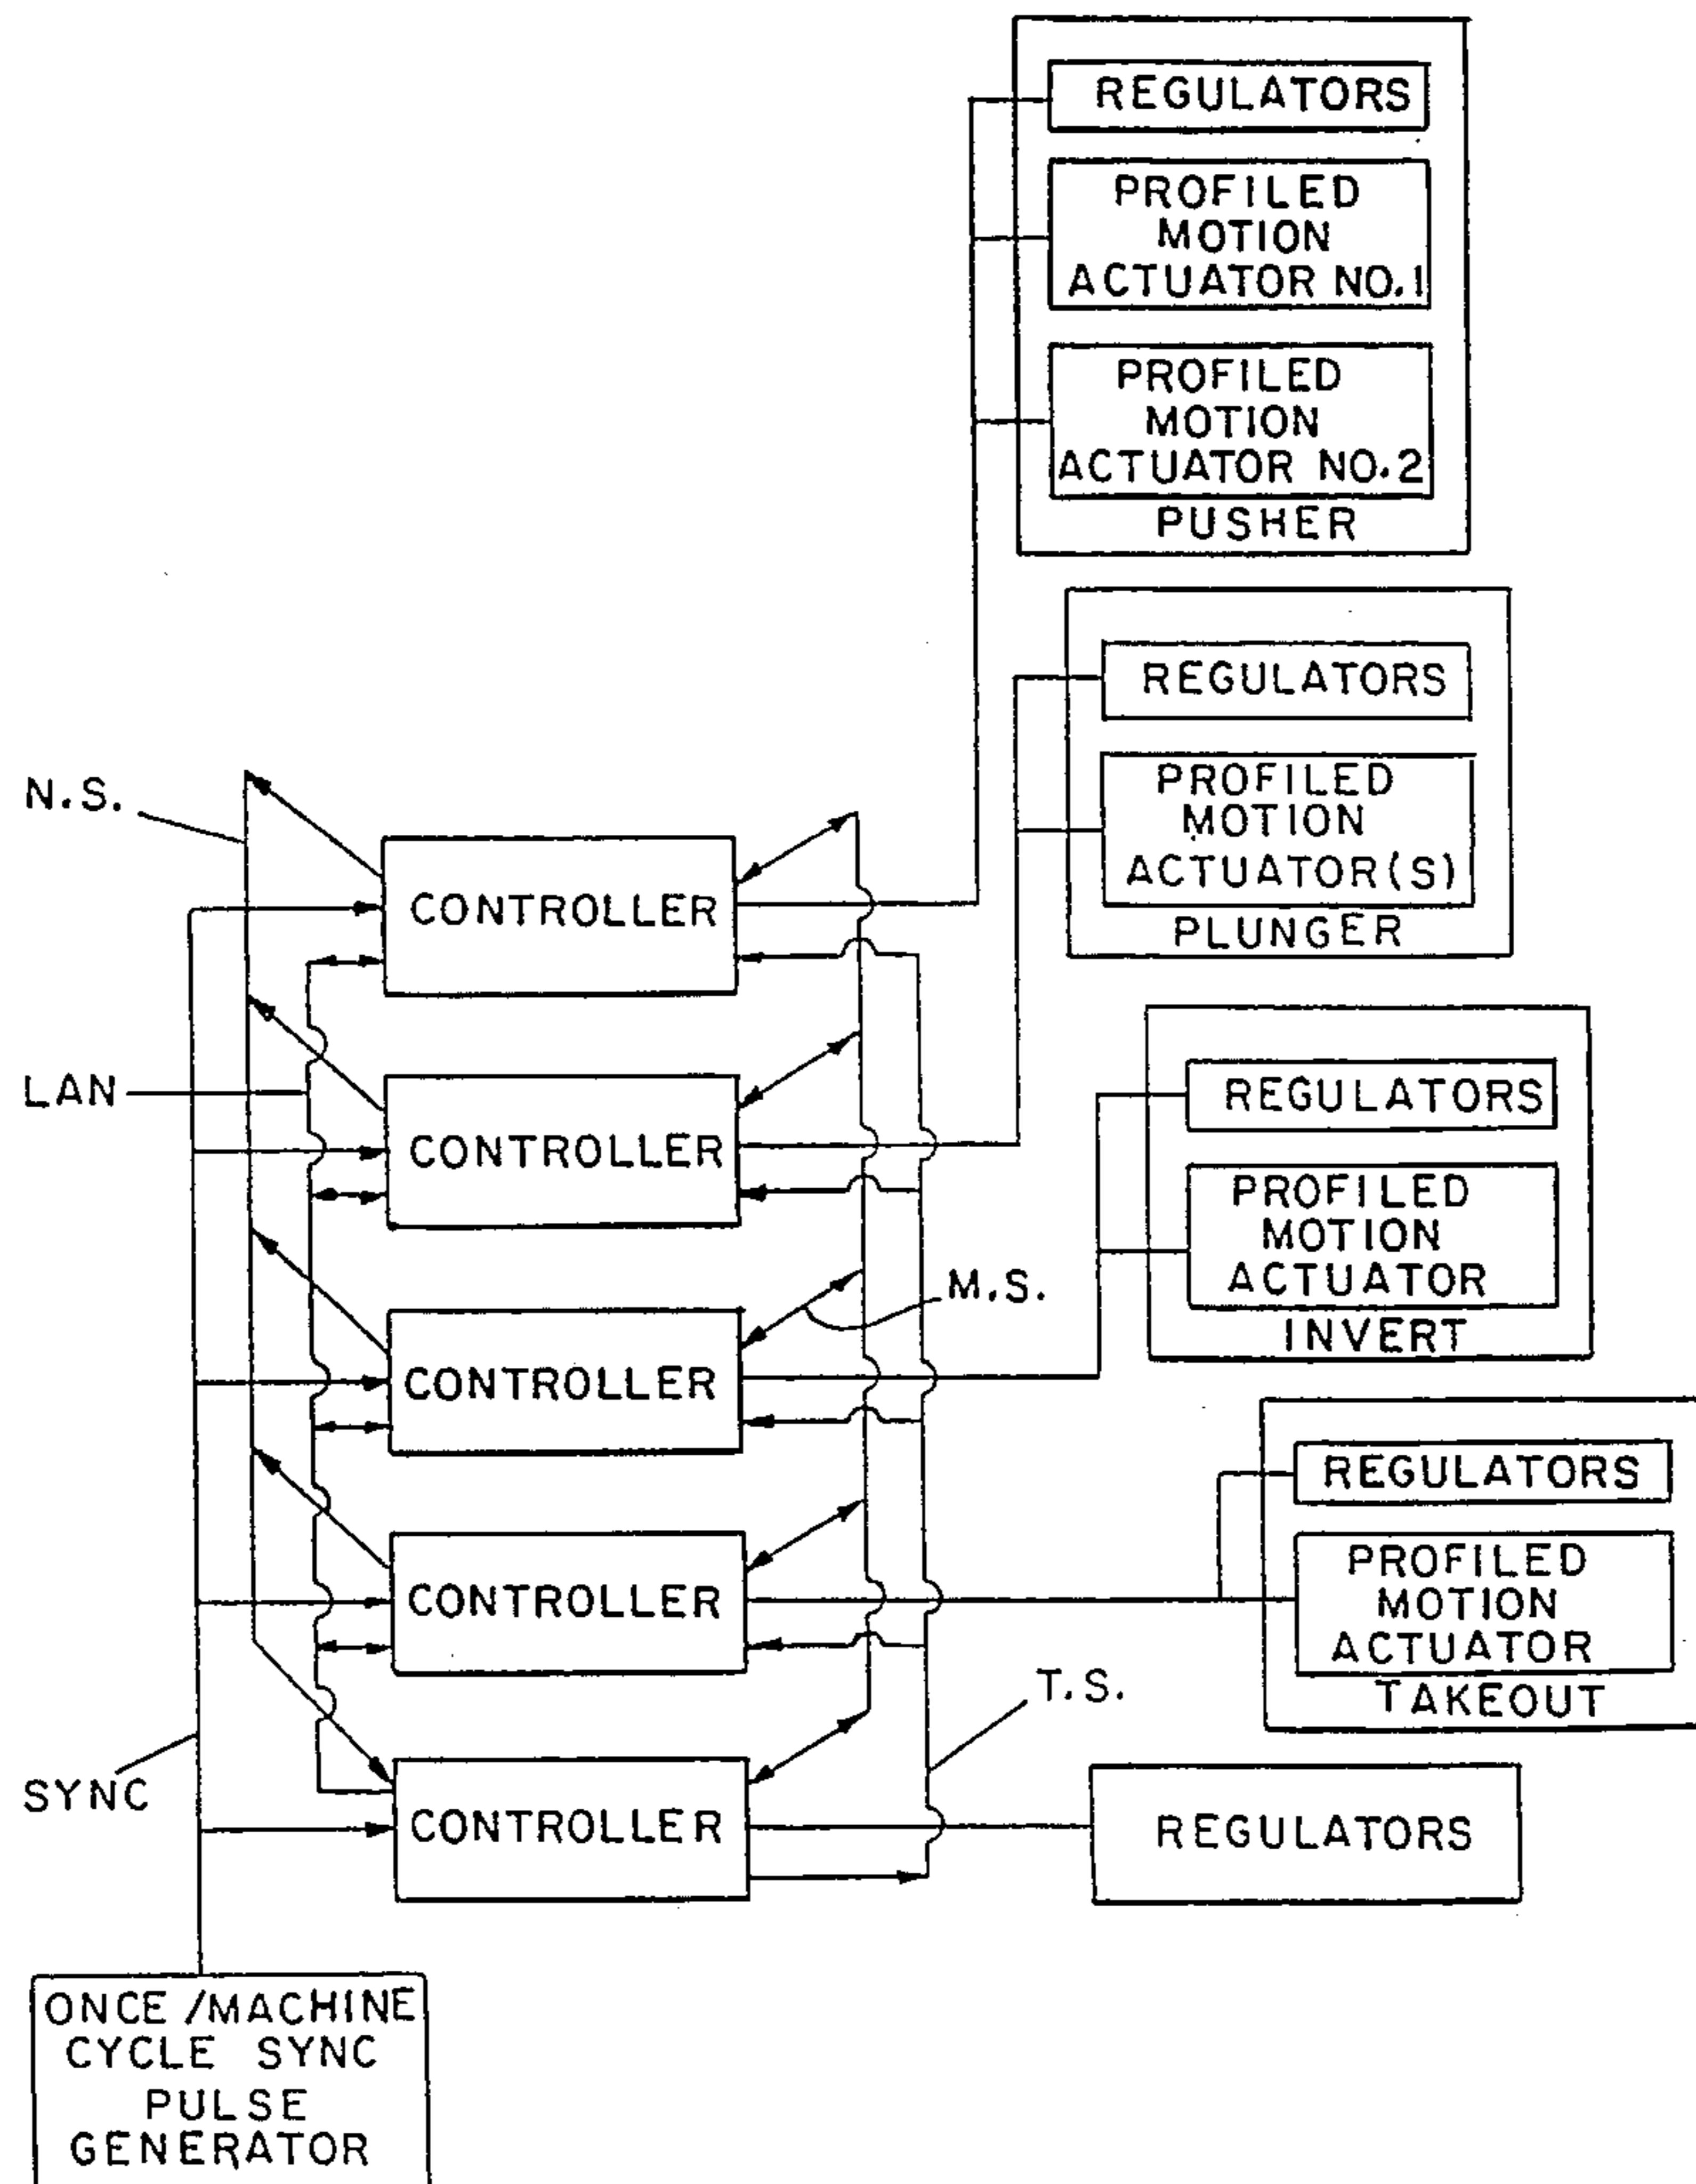 REGULATORS
PROFILED
MOTION
ACTUATOR NO.1
PROFILED
MOTION
ACTUATOR NO.2
PUSHER
REGULATORS
PROFILED
MOTION
ACTUATOR(S)
PLUNGER
N.S.
CONTROLLER
LAN
CONTROLLER
REGULATORS
PROFILED
MOTION
ACTUATOR
INVERT
M.S.
CONTROLLER
REGULATORS
PROFILED
MOTION
ACTUATOR
TAKEOUT
CONTROLLER
T.S.
SYNC
CONTROLLER
REGULATORS
ONCE /MACHINE
CYCLE SYNC
PULSE
GENERATOR